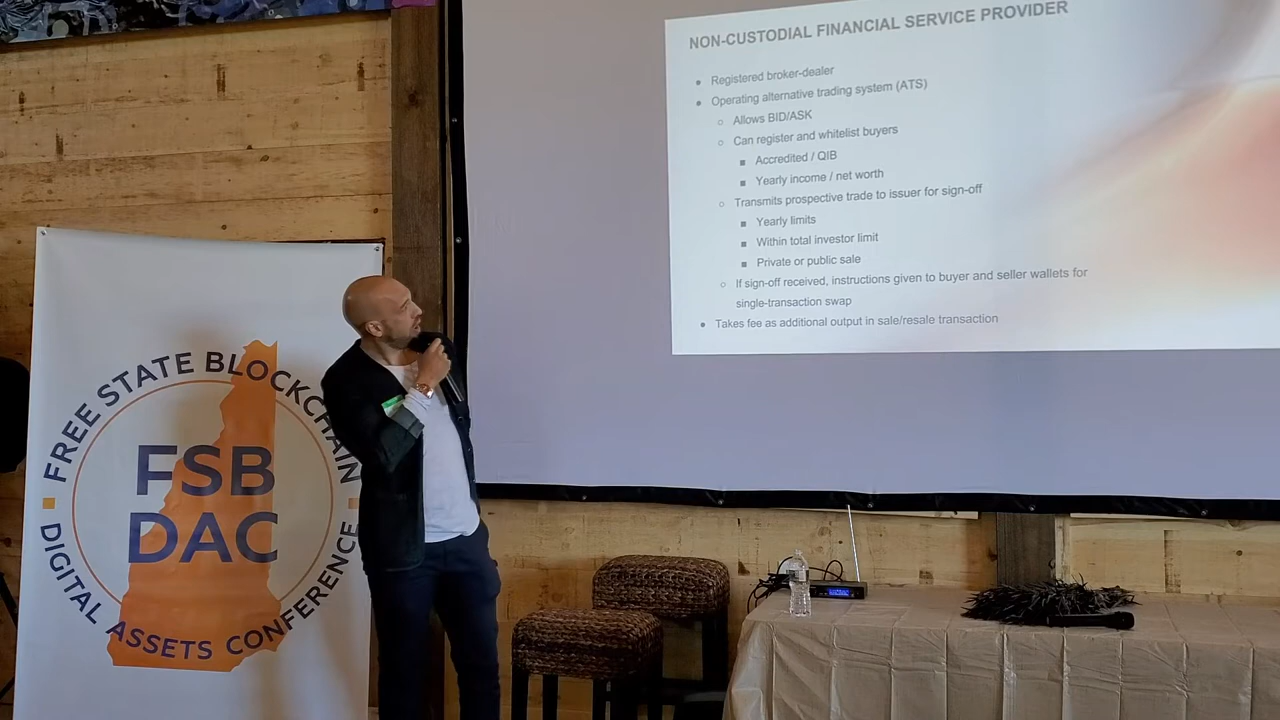 NON-CUSTODIAL FINANCIAL SERVICE PROVIDER
Registered broker-dealer
Operating alternative trading system (ATS)
Allows BID/ASK
Can register and whitelist buyers
Accredited / QIB
Yearly income / net worth
Transmits prospective trade to issuer for sign-off
Yearly limits
Within total investor limit
Private or public sale
If sign-off received, instructions given to buyer and seller wallets for
single-transaction swap
Takes fee as additional output in sale/resale transaction
FREE STATE BLOCKCHAIN
FSB
DAC
DIGITAL ASSETS CONFERENCE